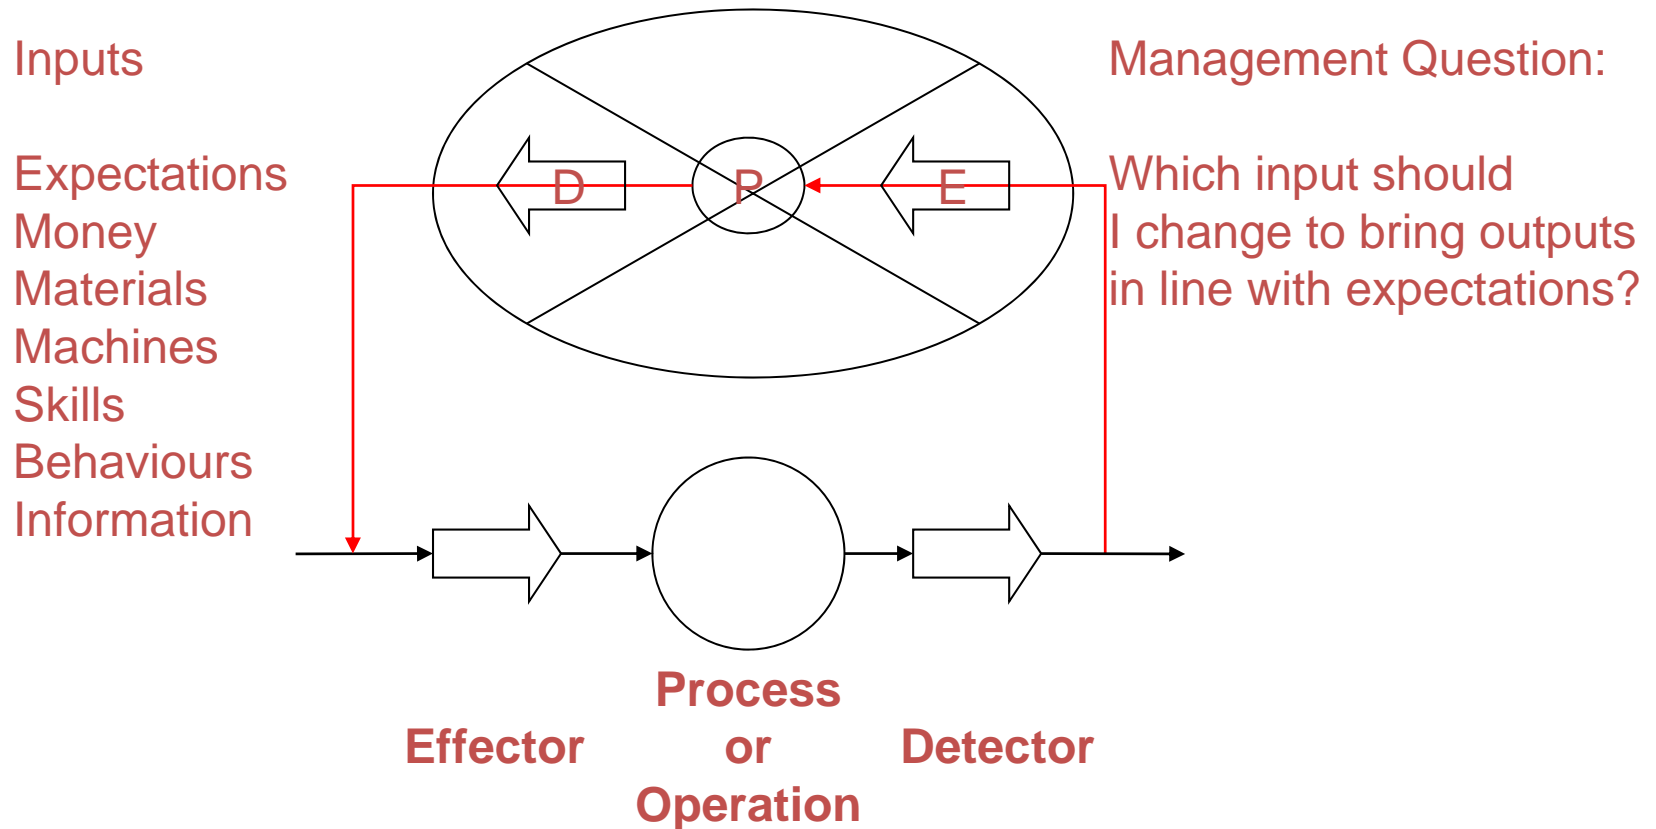 Inputs
Expectations
Money
Materials
Machines
Skills
Behaviours
Information
D
P
E
Management Question:
Which input should
I change to bring outputs
in line with expectations?
Effector
Process
or
Operation
Detector